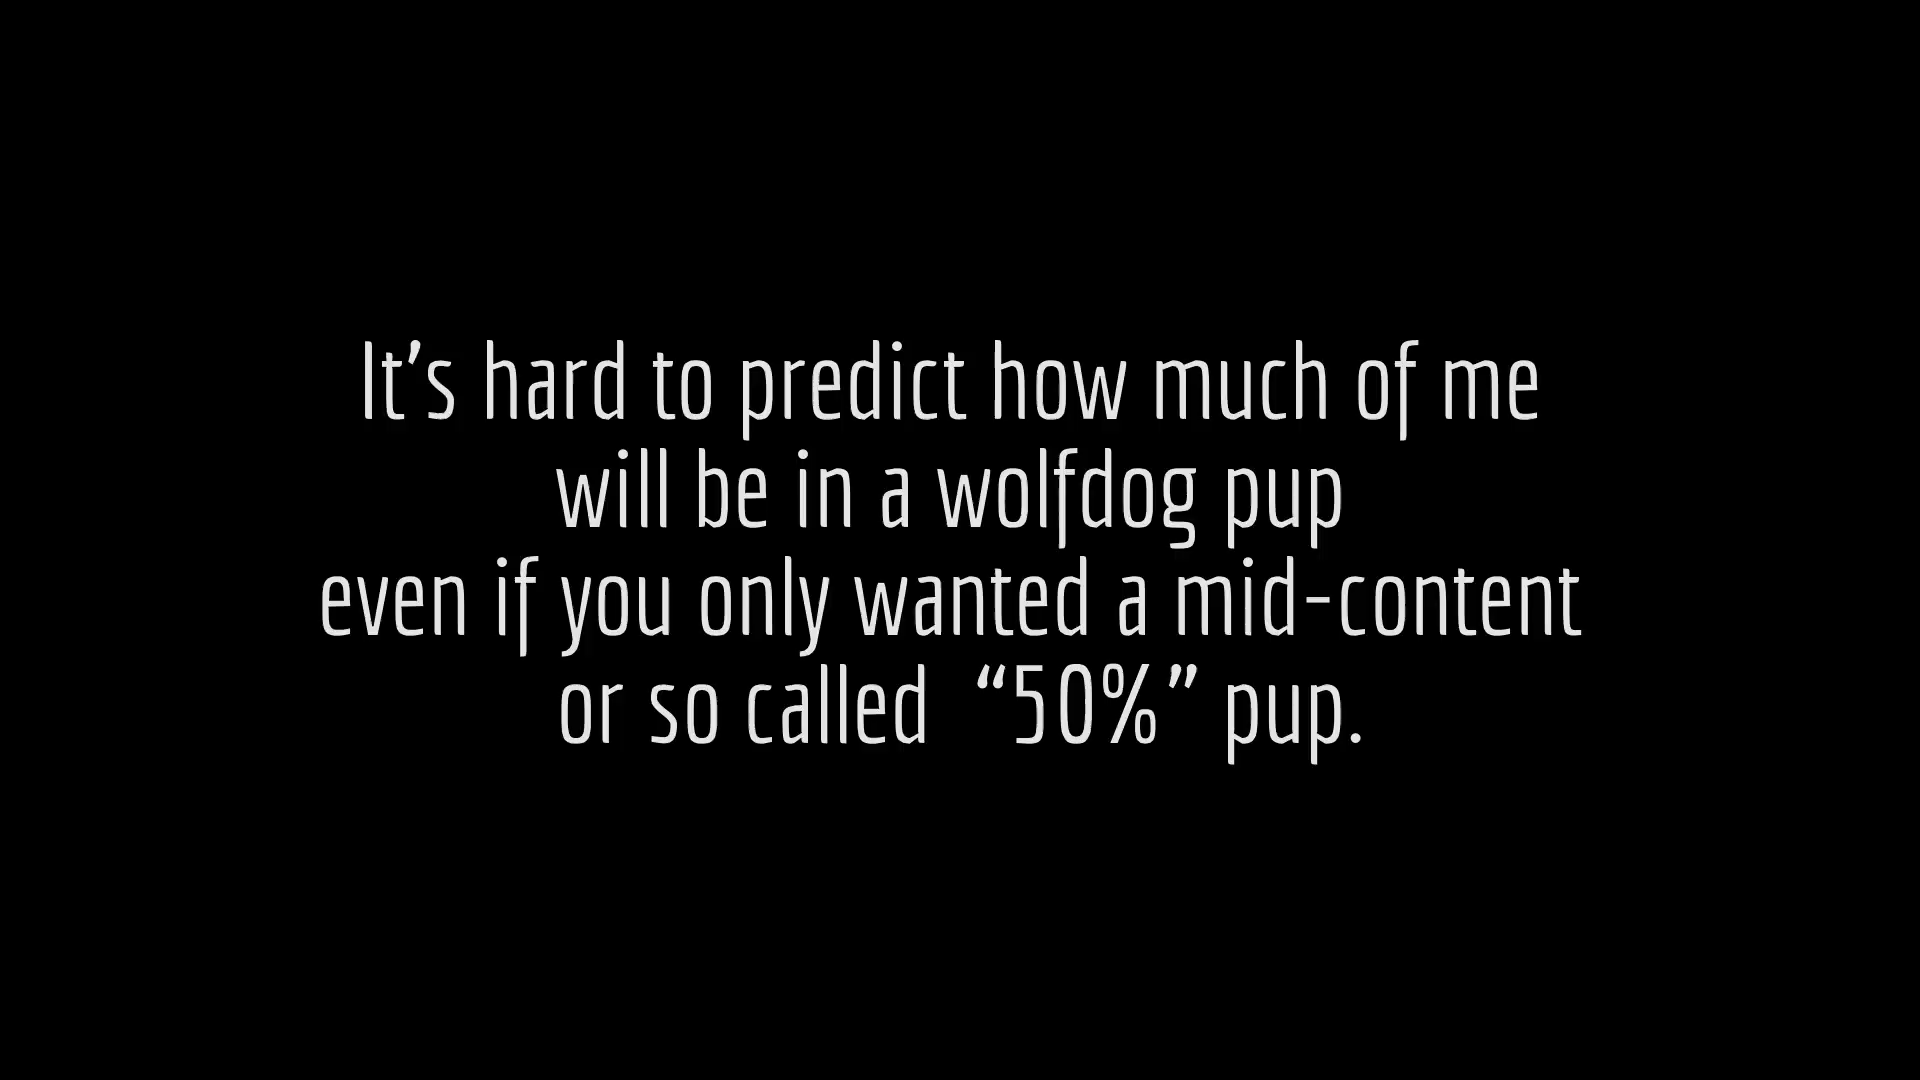 It’s hard to predict how much of me
will be in a wolfdog pup
even if you only wanted a mid-content
or so called  “50%” pup.